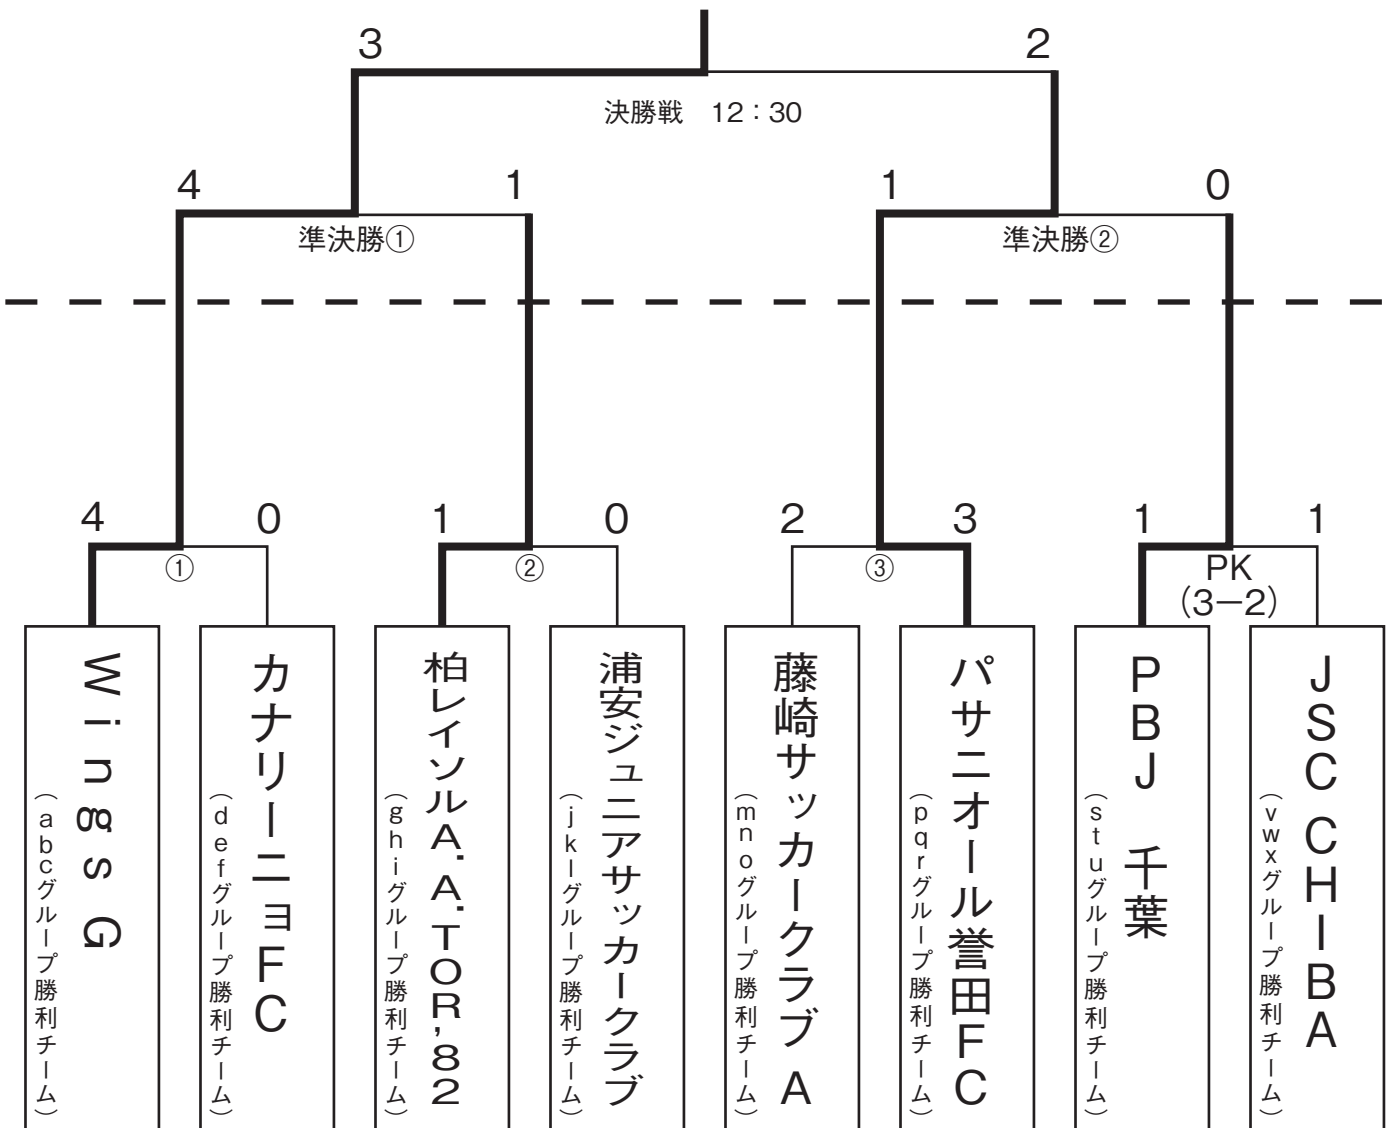 3 2
決勝戦 12:30
4 1 1 0
準決勝① 準決勝②
4 0 1 0 2 3 1 1
① ② ③ PK
(3−2)
Wings G
(abcグループ勝利チーム)
カナリーニョFC
(defグループ勝利チーム)
柏レイソルA.A.TOR'82
(ghiグループ勝利チーム)
浦安ジュニアサッカークラブ
(jklグループ勝利チーム)
藤崎サッカークラブ A
(mnoグループ勝利チーム)
パサニオール誉田FC
(pqrグループ勝利チーム)
PBJ 千葉
(stuグループ勝利チーム)
JSC CHIBA
(vwxグループ勝利チーム)